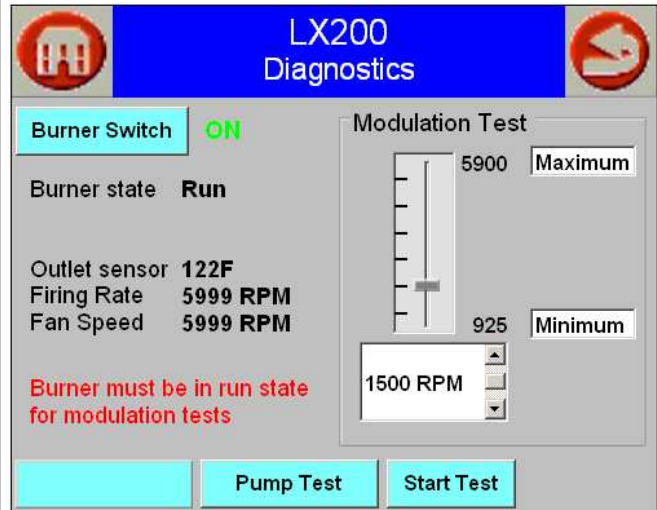 LX200
Diagnostics
Burner Switch
ON
Burner state Run
Outlet sensor 122F
Firing Rate 5999 RPM
Fan Speed 5999 RPM
Burner must be in run state
for modulation tests
Modulation Test
5900 Maximum
925 Minimum
1500 RPM
Pump Test
Start Test